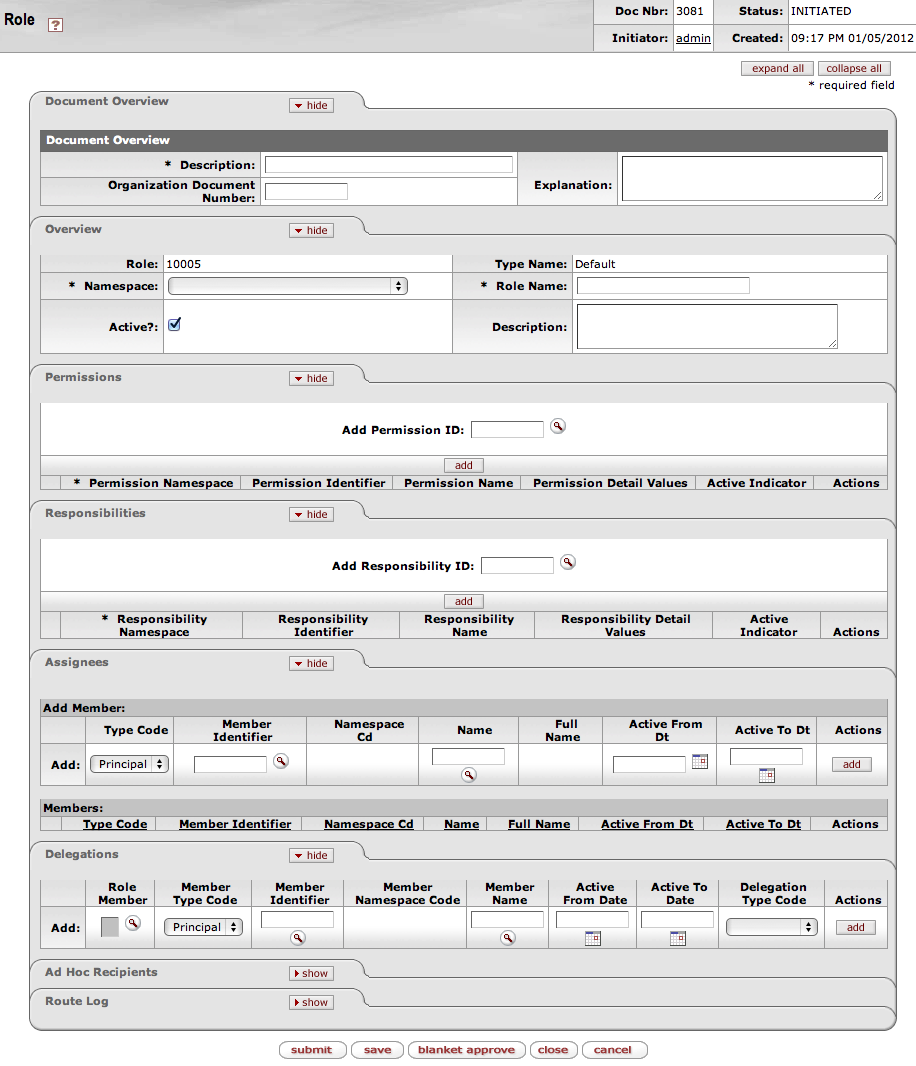 Role ?
Doc Nbr: 3081 Status: INITIATED
Initiator: admin Created: 09:17 PM 01/05/2012
expand all collapse all
* required field
Document Overview hide
Document Overview
* Description:
Organization Document
Number:
Explanation:
Overview hide
Role: 10005 Type Name: Default
* Namespace: * Role Name:
Active?: Description:
Permissions hide
Add Permission ID:
add
* Permission Namespace Permission Identifier Permission Name Permission Detail Values Active Indicator Actions
Responsibilities hide
Add Responsibility ID:
add
* Responsibility Namespace Responsibility Identifier Responsibility Name Responsibility Detail Values Active Indicator Actions
Assignees hide
Add Member:
Type Code Member Identifier Namespace Cd Name Full Name Active From Dt Active To Dt Actions
Add: Principal add
Members:
Type Code Member Identifier Namespace Cd Name Full Name Active From Dt Active To Dt Actions
Delegations hide
Role Member Member Type Code Member Identifier Member Namespace Code Member Name Active From Date Active To Date Delegation Type Code Actions
Add: Principal add
Ad Hoc Recipients show
Route Log show
submit save blanket approve close cancel